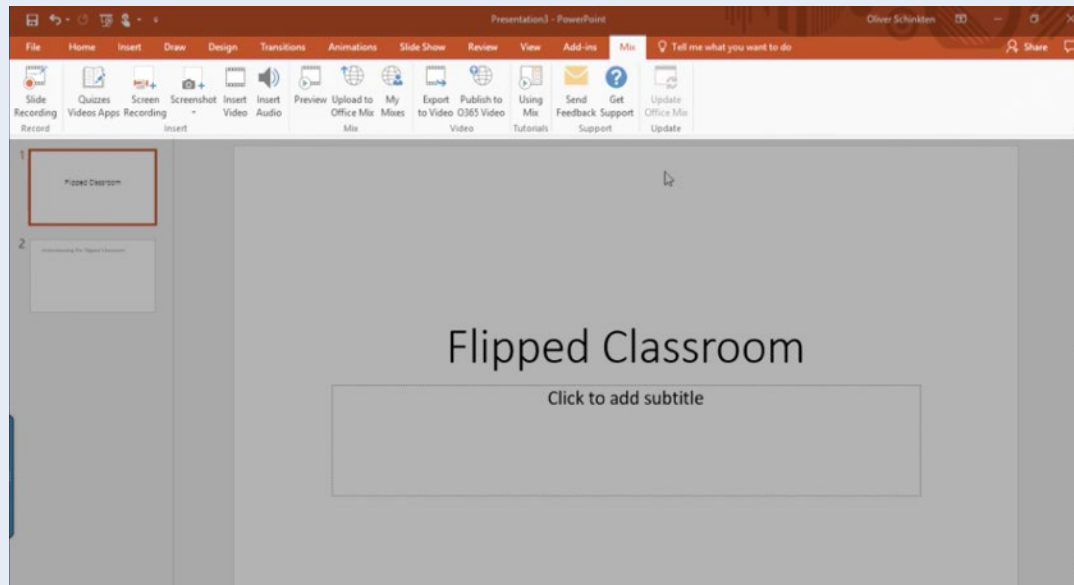 Presentation3 - PowerPoint
Oliver Schinkten
File Home Insert Draw Design Transitions Animations Slide Show Review View Add-ins Mix Tell me what you want to do Share
Slide Recording
Quizzes Videos Apps
Screen Recording
Screenshot
Insert Video
Insert Audio
Preview
Upload to Office Mix
My Mixes
Export to Video
Publish to O365 Video
Using Mix
Send Feedback
Get Support
Update Office Mix
Record Insert Mix Video Tutorials Support Update
1
Flipped Classroom
2
Understanding the Flipped Classroom
Flipped Classroom
Click to add subtitle